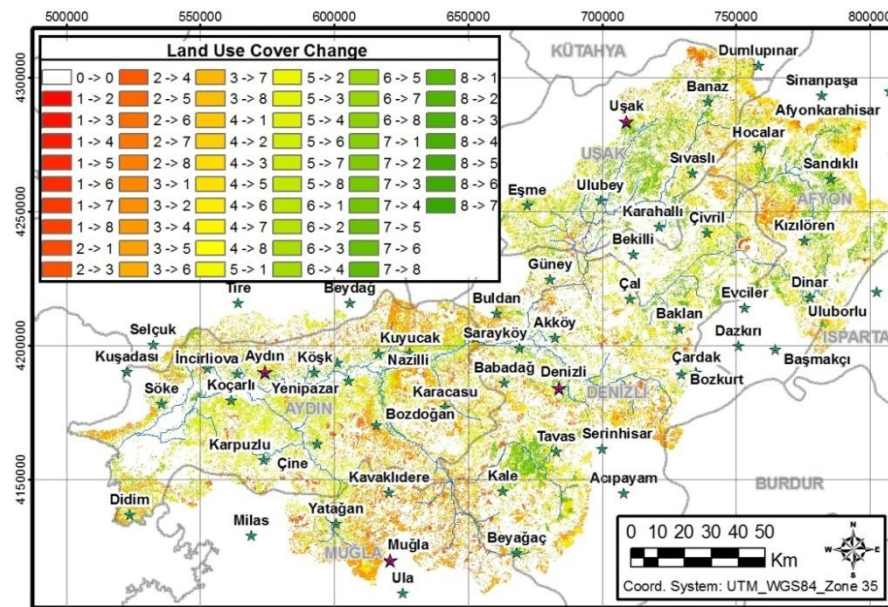 500000 550000 600000 650000 700000 750000 800000
4300000
4250000
4200000
4150000
Land Use Cover Change
0 -> 0 2 -> 4 3 -> 7 5 -> 2 6 -> 5 8 -> 1
1 -> 2 2 -> 5 3 -> 8 5 -> 3 6 -> 7 8 -> 2
1 -> 3 2 -> 6 4 -> 1 5 -> 4 6 -> 8 8 -> 3
1 -> 4 2 -> 7 4 -> 2 5 -> 6 7 -> 1 8 -> 4
1 -> 5 2 -> 8 4 -> 3 5 -> 7 7 -> 2 8 -> 5
1 -> 6 3 -> 1 4 -> 5 5 -> 8 7 -> 3 8 -> 6
1 -> 7 3 -> 2 4 -> 6 6 -> 1 7 -> 4 8 -> 7
1 -> 8 3 -> 4 4 -> 7 6 -> 2 7 -> 5
2 -> 1 3 -> 5 4 -> 8 6 -> 3 7 -> 6
2 -> 3 3 -> 6 5 -> 1 6 -> 4 7 -> 8
KÜTAHYA
Dumlupınar
Sinanpaşa
Banaz
Uşak
Afyonkarahisar
Hocalar
UŞAK
Sıvaslı
Sandıklı
Eşme
Ulubey
AFYON
Karahallı
Çivril
Kızılören
Bekilli
Güney
Çal
Evciler
Dinar
Tire
Beydağ
Buldan
Baklan
Uluborlu
Selçuk
Kuyucak
Sarayköy
Akköy
Dazkırı
ISPARTA
Kuşadası
İncirliova
Aydın
Köşk
Nazilli
Babadağ
Denizli
Çardak
Başmakçı
Söke
Koçarlı
Yenipazar
Karacasu
DENİZLİ
Bozkurt
AYDIN
Bozdoğan
Karpuzlu
Çine
Tavas
Serinhisar
Didim
Kavaklıdere
Kale
Acıpayam
BURDUR
Milas
Yatağan
MUĞLA
Muğla
Beyağaç
Ula
0 10 20 30 40 50
Km
N
W E
S
Coord. System: UTM_WGS84_Zone 35